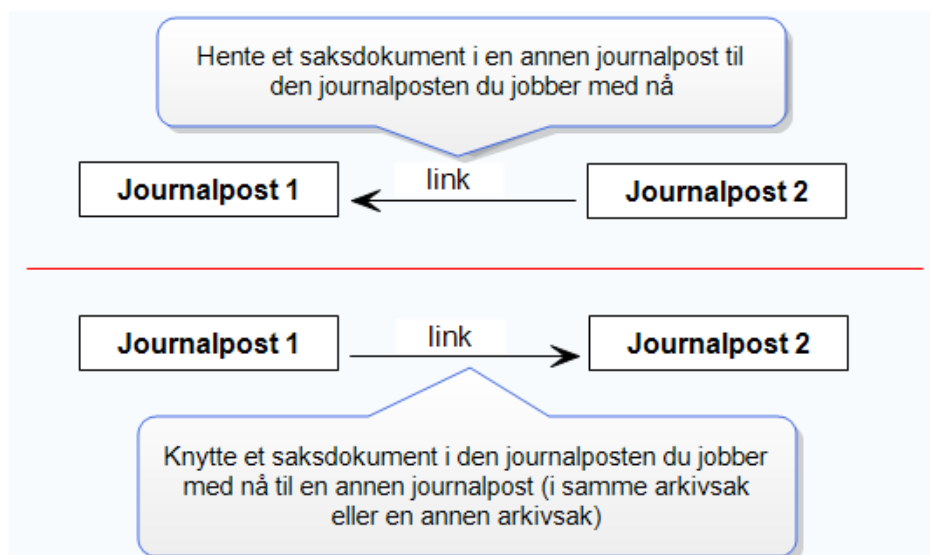 Hente et saksdokument i en annen journalpost til
den journalposten du jobber med nå
Journalpost 1
link
Journalpost 2
Journalpost 1
link
Journalpost 2
Knytte et saksdokument i den journalposten du jobber
med nå til en annen journalpost (i samme arkivsak
eller en annen arkivsak)